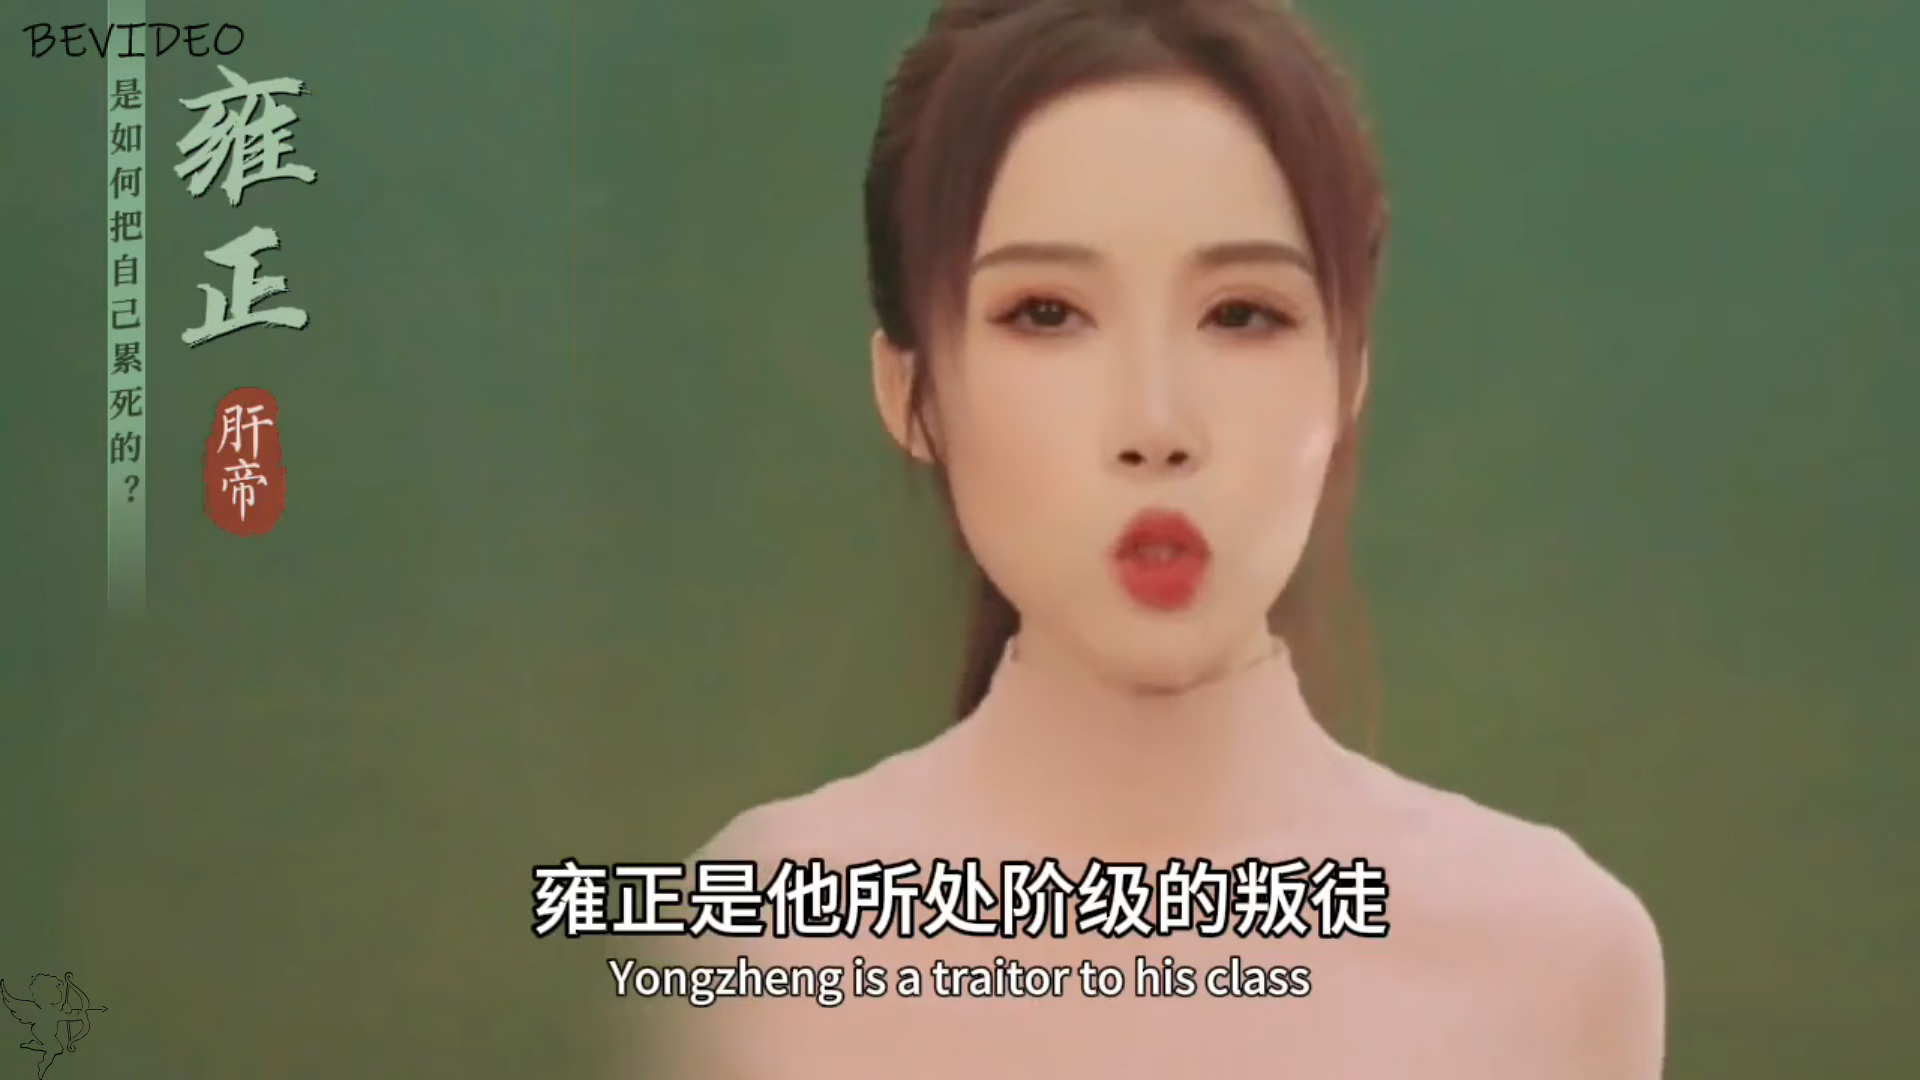 BEVIDEO
雍正
是如何把自己累死的？
肝帝
雍正是他所处阶级的叛徒
Yongzheng is a traitor to his class